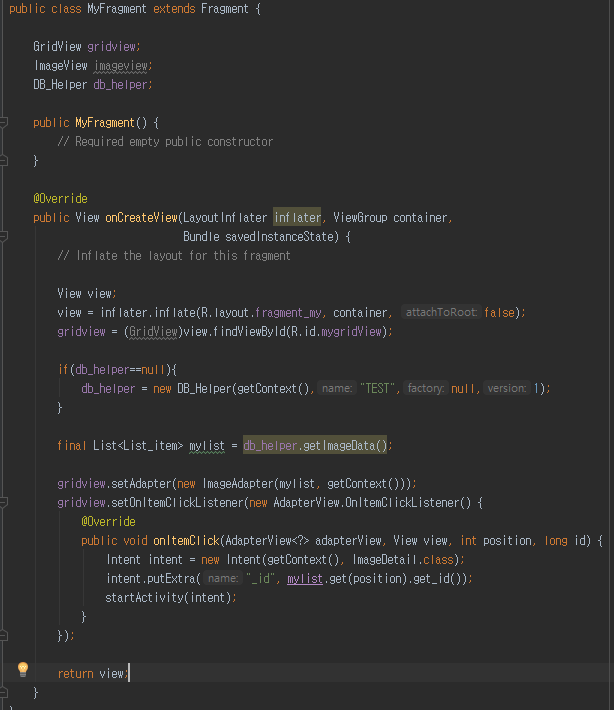 public class MyFragment extends Fragment {
GridView gridview;
ImageView imageview;
DB_Helper db_helper;
public MyFragment() {
// Required empty public constructor
}
@Override
public View onCreateView(LayoutInflater inflater, ViewGroup container,
Bundle savedInstanceState) {
// Inflate the layout for this fragment
View view;
view = inflater.inflate(R.layout.fragment_my, container, attachToRoot: false);
gridview = (GridView)view.findViewById(R.id.mygridView);
if(db_helper==null){
db_helper = new DB_Helper(getContext(), name: "TEST", factory: null, version: 1);
}
final List<List_item> mylist = db_helper.getImageData();
gridview.setAdapter(new ImageAdapter(mylist, getContext()));
gridview.setOnItemClickListener(new AdapterView.OnItemClickListener() {
@Override
public void onItemClick(AdapterView<?> adapterView, View view, int position, long id) {
Intent intent = new Intent(getContext(), ImageDetail.class);
intent.putExtra( name: "_id", mylist.get(position).get_id());
startActivity(intent);
}
});
return view;
}